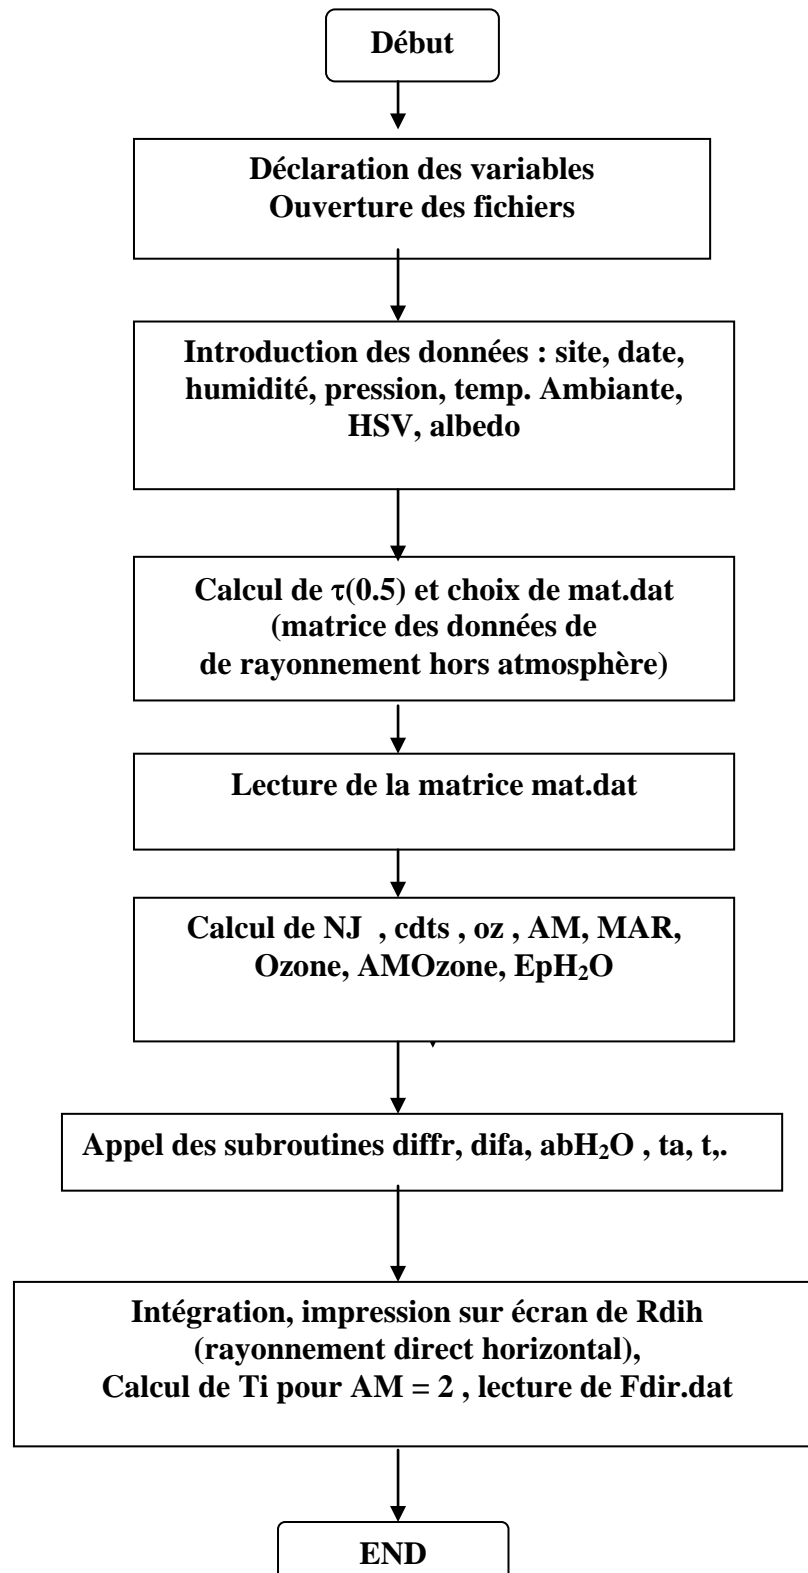 Début
Déclaration des variables
Ouverture des fichiers
Introduction des données : site, date,
humidité, pression, temp. Ambiante,
HSV, albedo
Calcul de τ(0.5) et choix de mat.dat
(matrice des données de
de rayonnement hors atmosphère)
Lecture de la matrice mat.dat
Calcul de NJ , cdts , oz , AM, MAR,
Ozone, AMOzone, EpH₂O
Appel des subroutines diffr, difa, abH₂O , ta, t,.
Intégration, impression sur écran de Rdih
(rayonnement direct horizontal),
Calcul de Ti pour AM = 2 , lecture de Fdir.dat
END